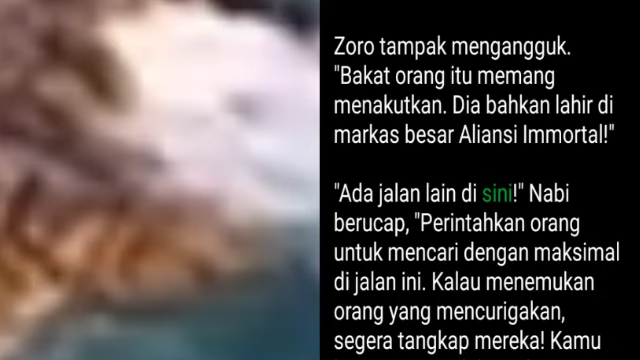 Zoro tampak mengangguk.
"Bakat orang itu memang
menakutkan. Dia bahkan lahir di
markas besar Aliansi Immortal!"
"Ada jalan lain di sini!" Nabi
berucap, "Perintahkan orang
untuk mencari dengan maksimal
di jalan ini. Kalau menemukan
orang yang mencurigakan,
segera tangkap mereka! Kamu